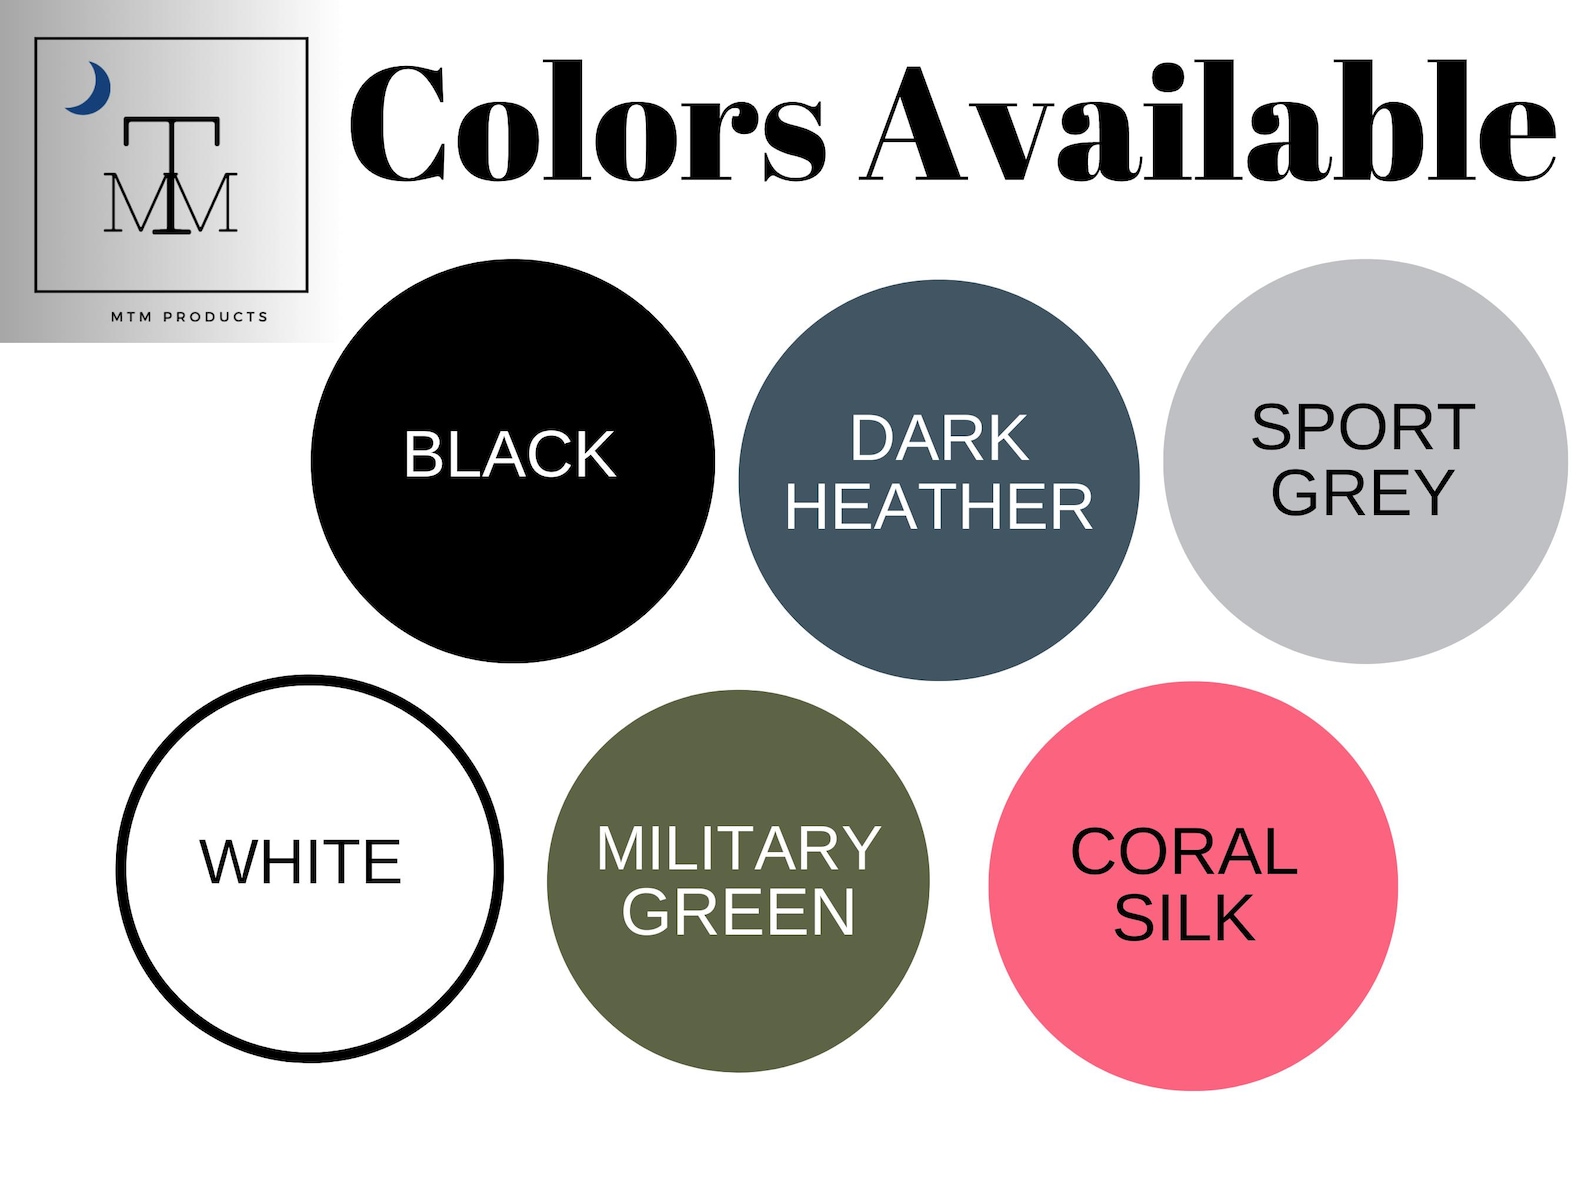 Colors Available
MTM
MTM PRODUCTS
BLACK
DARK
HEATHER
SPORT
GREY
WHITE
MILITARY
GREEN
CORAL
SILK